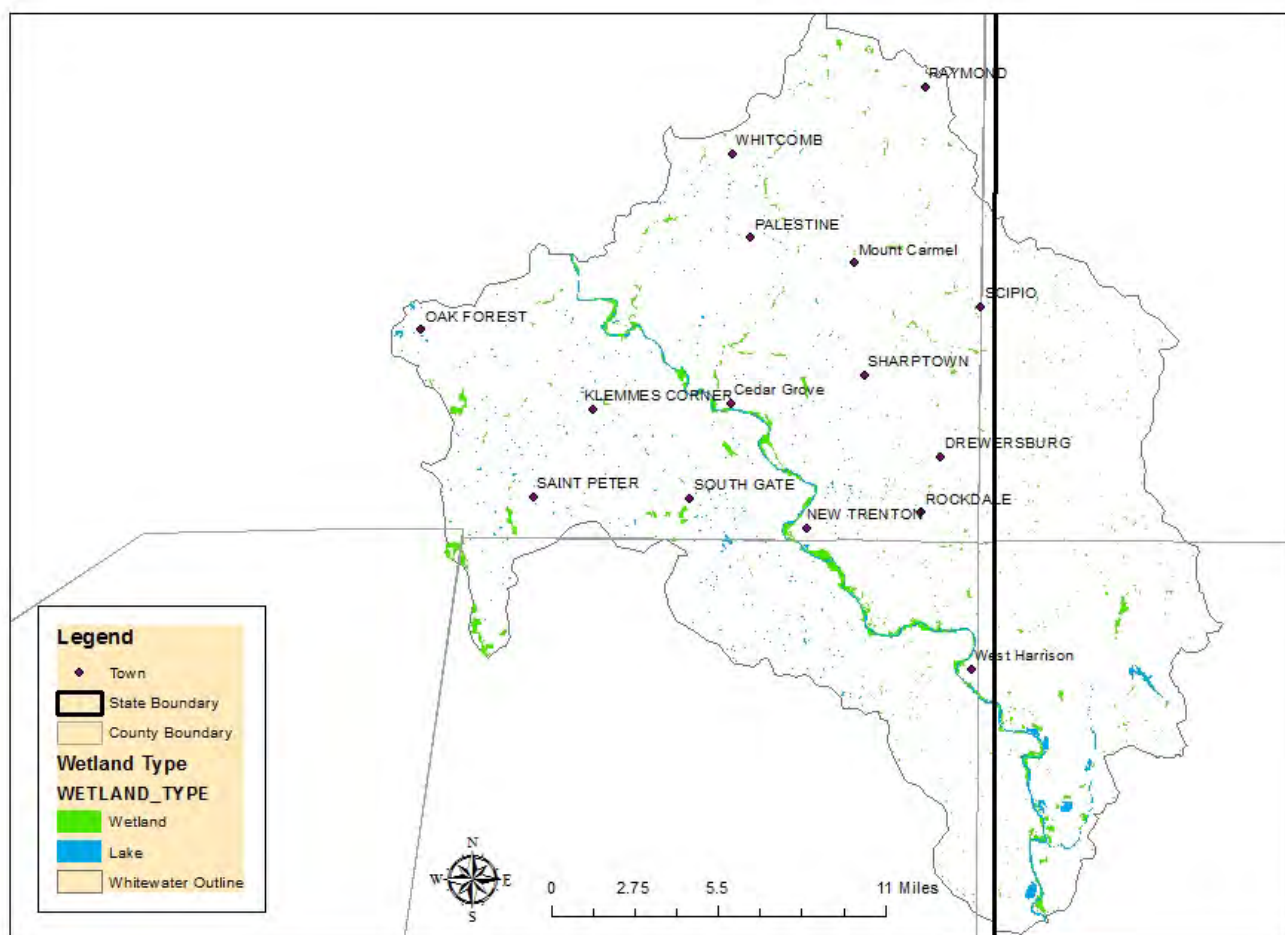 RAYMOND
WHITCOMB
PALESTINE
Mount Carmel
SCIPIO
OAK FOREST
SHARPTOWN
KLEMMES CORNER
Cedar Grove
DREWERSBURG
SAINT PETER
SOUTH GATE
ROCKDALE
NEW TRENTON
West Harrison
Legend
Town
State Boundary
County Boundary
Wetland Type
WETLAND_TYPE
Wetland
Lake
Whitewater Outline
N
W E
S
0 2.75 5.5 11 Miles